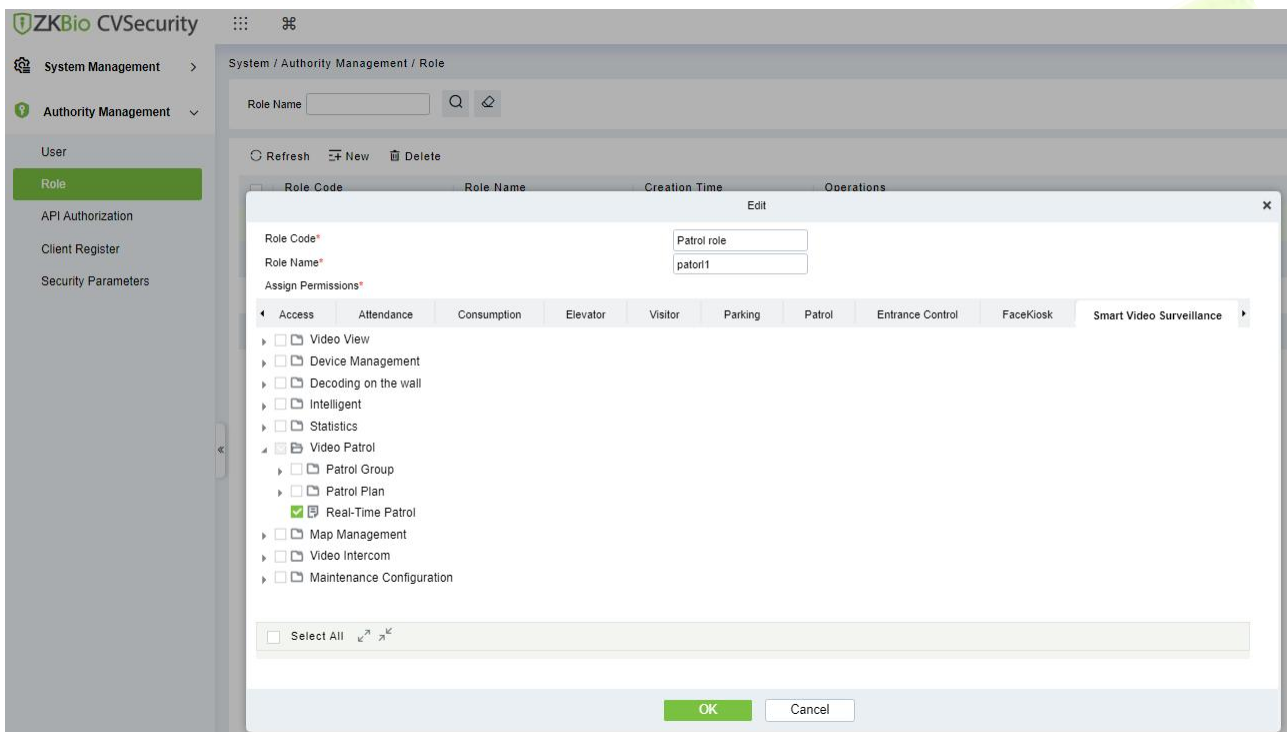 ZKBio CVSecurity
System Management
Authority Management
User
Role
API Authorization
Client Register
Security Parameters
System / Authority Management / Role
Role Name
Refresh New Delete
Role Code Role Name Creation Time Operations
Edit
Role Code* Patrol role
Role Name* patorl1
Assign Permissions*
Access Attendance Consumption Elevator Visitor Parking Patrol Entrance Control FaceKiosk Smart Video Surveillance
Video View
Device Management
Decoding on the wall
Intelligent
Statistics
Video Patrol
Patrol Group
Patrol Plan
Real-Time Patrol
Map Management
Video Intercom
Maintenance Configuration
Select All
OK Cancel